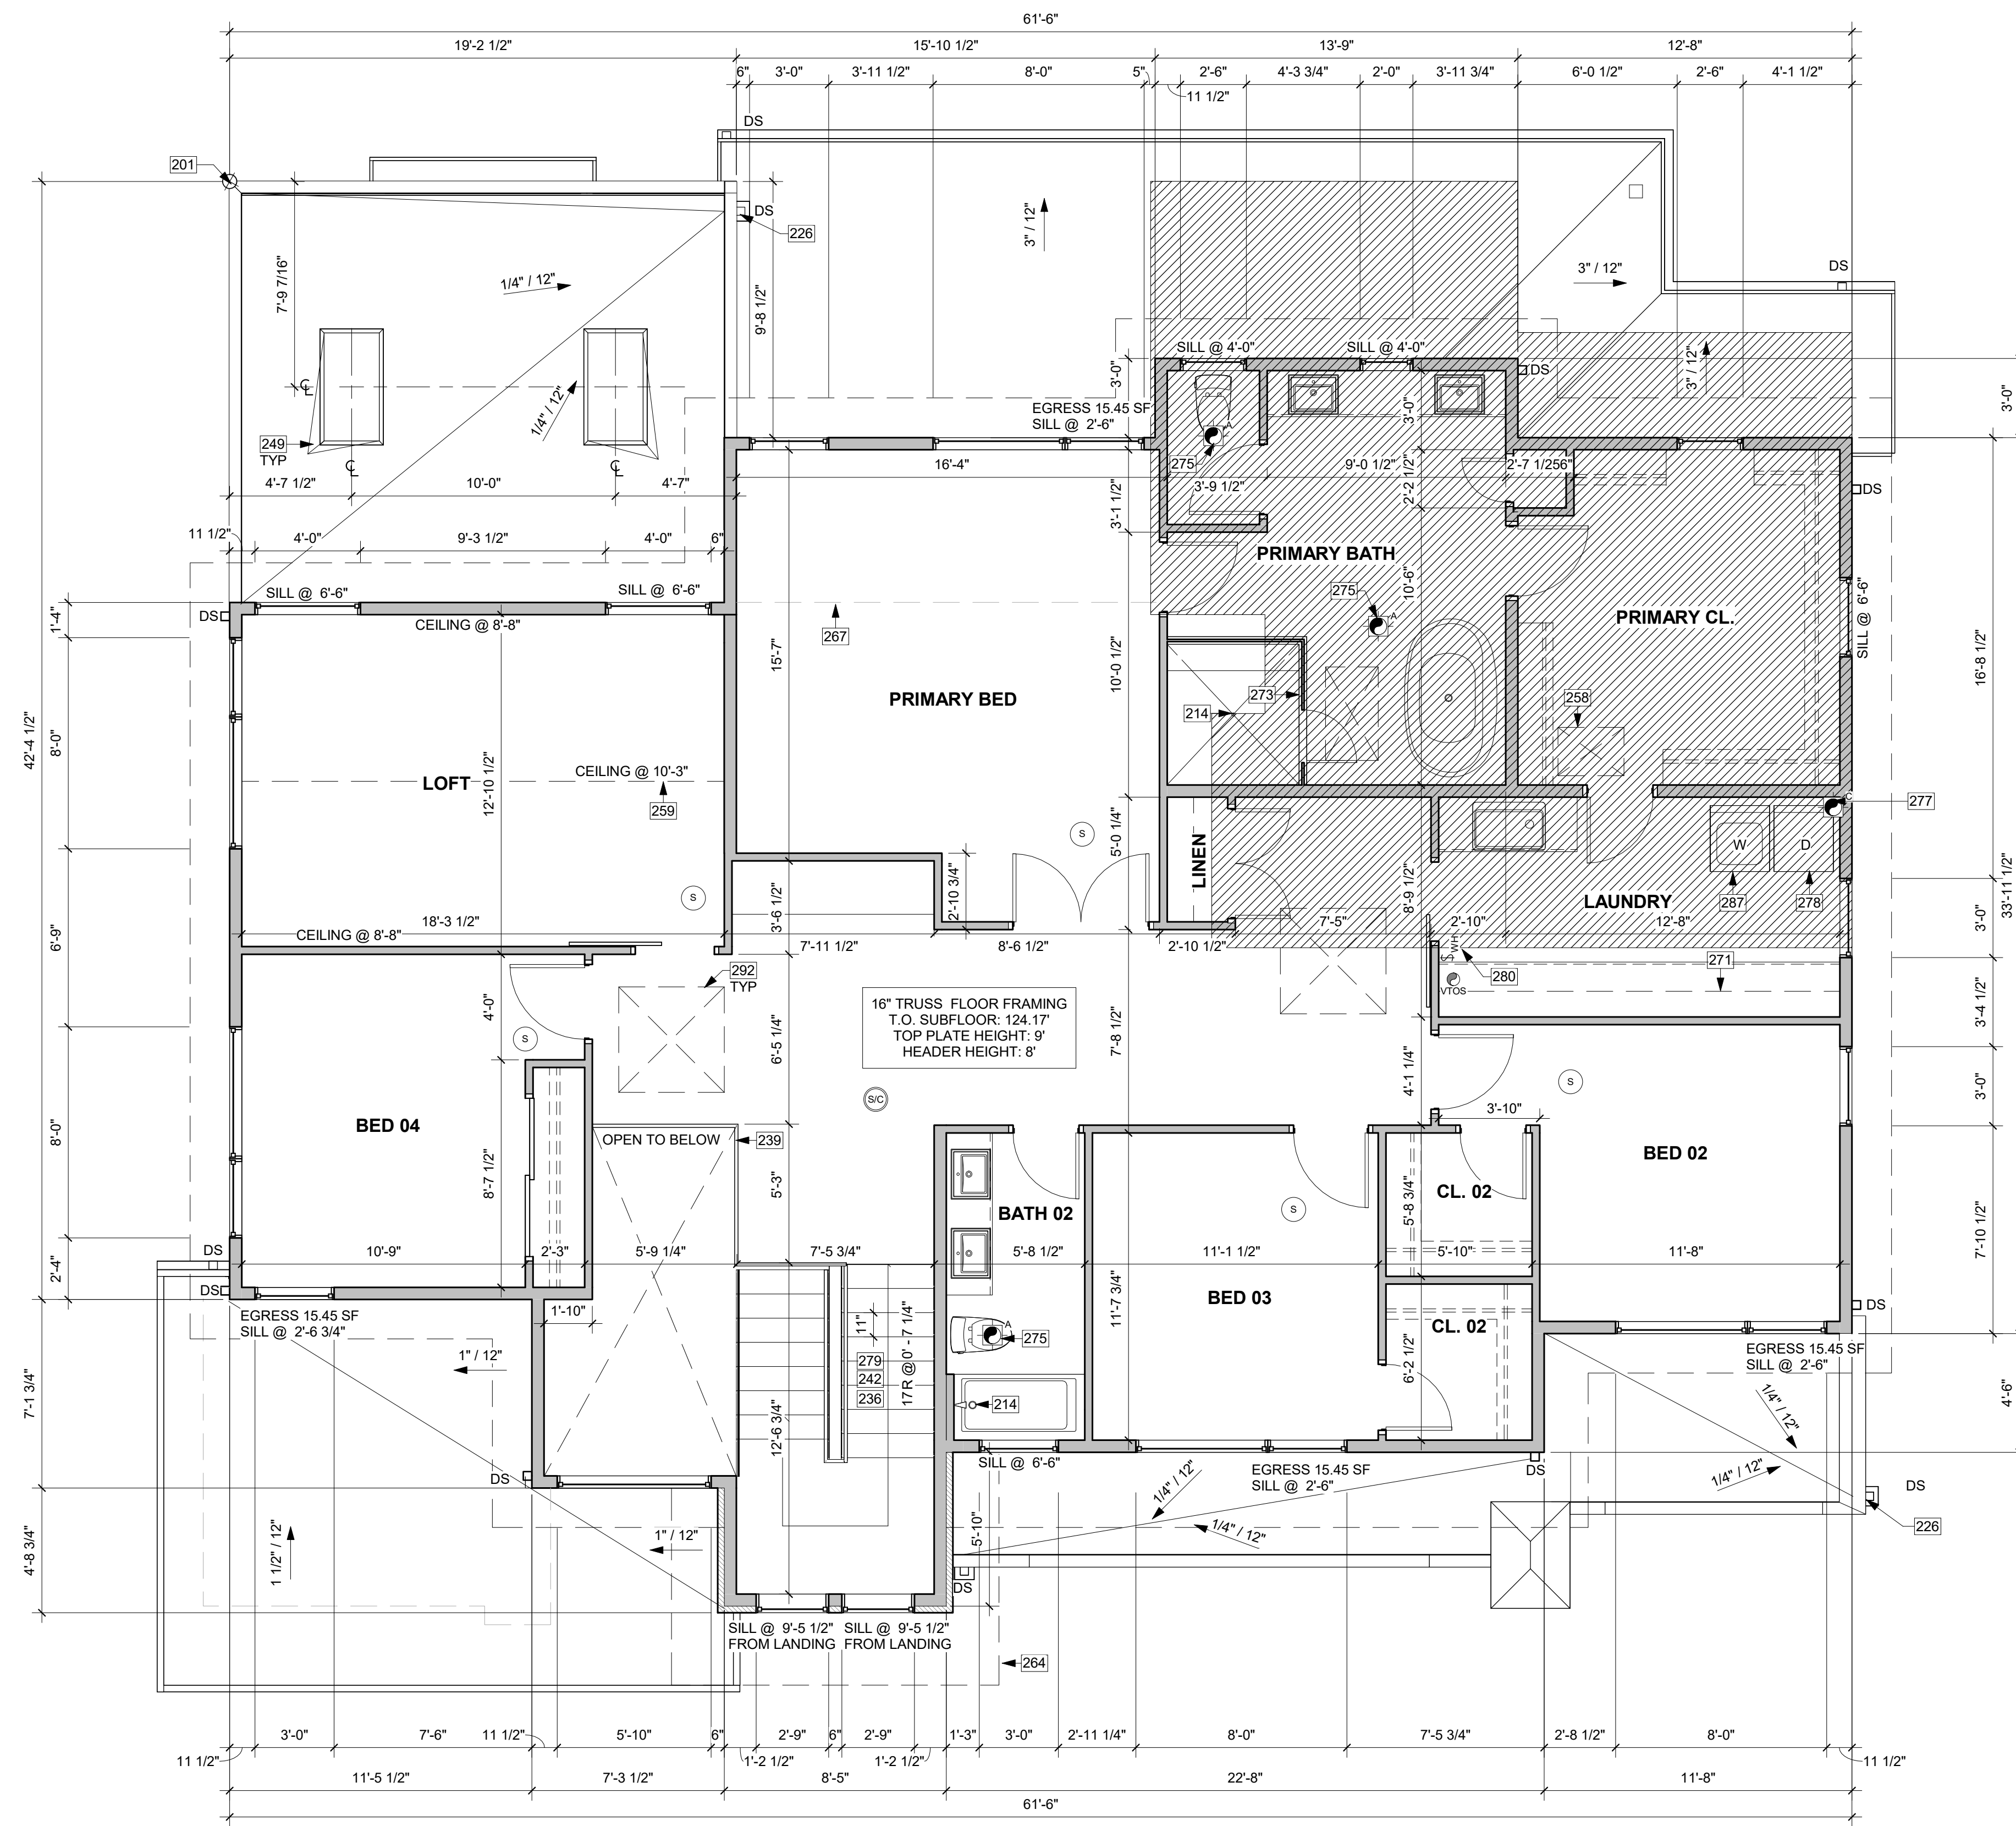 61'-6"
19'-2 1/2"
15'-10 1/2"
13'-9"
12'-8"
6"
3'-0"
3'-11 1/2"
8'-0"
5"
11 1/2"
2'-6"
4'-3 3/4"
2'-0"
3'-11 3/4"
6'-0 1/2"
2'-6"
4'-1 1/2"
DS
201
DS
226
3" / 12"
3" / 12"
DS
7'-9 7/16"
1/4" / 12"
9'-8 1/2"
1/4" / 12"
3" / 12"
SILL @ 4'-0"
SILL @ 4'-0"
DS
3'-0"
3'-0"
3'-0"
249
TYP
EGRESS 15.45 SF
SILL @ 2'-6"
A
275
16'-4"
3'-9 1/2"
9'-0 1/2"
2'-2 1/2"
2'-7 1/256"
4'-7 1/2"
10'-0"
4'-7"
3'-1 1/2"
DS
11 1/2"
4'-0"
9'-3 1/2"
4'-0"
6"
PRIMARY BATH
275
A
10'-6"
SILL @ 6'-6"
SILL @ 6'-6"
DS
CEILING @ 8'-8"
267
1'-4"
PRIMARY CL.
SILL @ 6'-6"
15'-7"
10'-0 1/2"
16'-8 1/2"
PRIMARY BED
273
214
258
42'-4 1/2"
8'-0"
LOFT
CEILING @ 10'-3"
12'-10 1/2"
259
S
5'-0 1/4"
LINEN
W
D
C
277
287
278
LAUNDRY
33'-11 1/2"
S
2'-10 3/4"
3'-6 1/2"
8'-9 1/2"
3'-0"
18'-3 1/2"
CEILING @ 8'-8"
7'-11 1/2"
8'-6 1/2"
2'-10 1/2"
7'-5"
2'-10"
12'-8"
6'-9"
WH
280
271
VTOS
292
TYP
4'-0"
S
16" TRUSS FLOOR FRAMING
T.O. SUBFLOOR: 124.17'
TOP PLATE HEIGHT: 9'
HEADER HEIGHT: 8'
6'-5 1/4"
7'-8 1/2"
3'-4 1/2"
S/C
4'-1 1/4"
S
3'-0"
3'-10"
BED 04
8'-0"
8'-7 1/2"
OPEN TO BELOW
239
5'-3"
BATH 02
S
CL. 02
5'-8 3/4"
BED 02
7'-10 1/2"
DS
2'-4"
10'-9"
2'-3"
5'-9 1/4"
7'-5 3/4"
5'-8 1/2"
11'-1 1/2"
5'-10"
11'-8"
DS
EGRESS 15.45 SF
SILL @ 2'-6 3/4"
1'-10"
11"
17R @ 0' - 7 1/4"
279
242
236
A
275
BED 03
11'-7 3/4"
CL. 02
6'-2 1/2"
DS
EGRESS 15.45 SF
SILL @ 2'-6"
1" / 12"
7'-1 3/4"
12'-6 3/4"
214
1/4" / 12"
4'-6"
SILL @ 6'-6"
EGRESS 15.45 SF
SILL @ 2'-6"
DS
1/4" / 12"
1/4" / 12"
DS
DS
226
1 1/2" / 12"
1" / 12"
5'-10"
1/4" / 12"
4'-8 3/4"
DS
SILL @ 9'-5 1/2"
FROM LANDING
SILL @ 9'-5 1/2"
FROM LANDING
264
11 1/2"
3'-0"
7'-6"
11 1/2"
5'-10"
6"
1'-2 1/2"
2'-9"
6"
2'-9"
1'-2 1/2"
1'-3"
3'-0"
2'-11 1/4"
8'-0"
7'-5 3/4"
2'-8 1/2"
8'-0"
11 1/2"
11'-5 1/2"
7'-3 1/2"
8'-5"
22'-8"
11'-8"
61'-6"